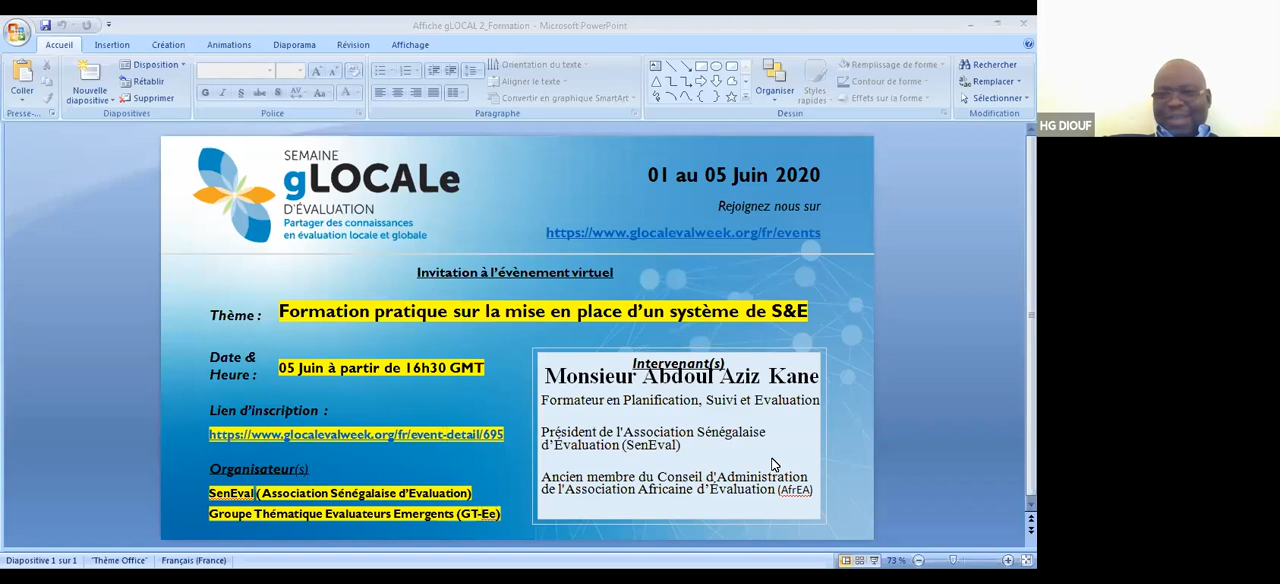 Affiche gLOCAL 2_Formation - Microsoft PowerPoint
Accueil
Insertion
Création
Animations
Diaporama
Révision
Affichage
Coller
Nouvelle
diapositive
Disposition
Rétablir
Supprimer
G I S abe S AV Aa A
Orientation du texte
Aligner le texte
Convertir en graphique SmartArt
Organiser
Styles
rapides
Remplissage de forme
Contour de forme
Effets sur la forme
Rechercher
Remplacer
Sélectionner
Presse-...
Diapositives
Police
Paragraphe
Dessin
Modification
HG DIOUF
SEMAINE
gLOCALe
D'ÉVALUATION
Partager des connaissances
en évaluation locale et globale
01 au 05 Juin 2020
Rejoignez nous sur
https://www.glocalevalweek.org/fr/events
Invitation à l'évènement virtuel
Thème : Formation pratique sur la mise en place d'un système de S&E
Date &
Heure : 05 Juin à partir de 16h30 GMT
Lien d'inscription :
https://www.glocalevalweek.org/fr/event-detail/695
Organisateur(s)
SenEval (Association Sénégalaise d'Evaluation)
Groupe Thématique Evaluateurs Emergents (GT-Ee)
Intervenant(s)
Monsieur Abdoul Aziz Kane
Formateur en Planification, Suivi et Evaluation
Président de l'Association Sénégalaise
d'Évaluation (SenEval)
Ancien membre du Conseil d'Administration
de l'Association Africaine d'Évaluation (AfrEA)
Diapositive 1 sur 1
"Thème Office"
Français (France)
73 %